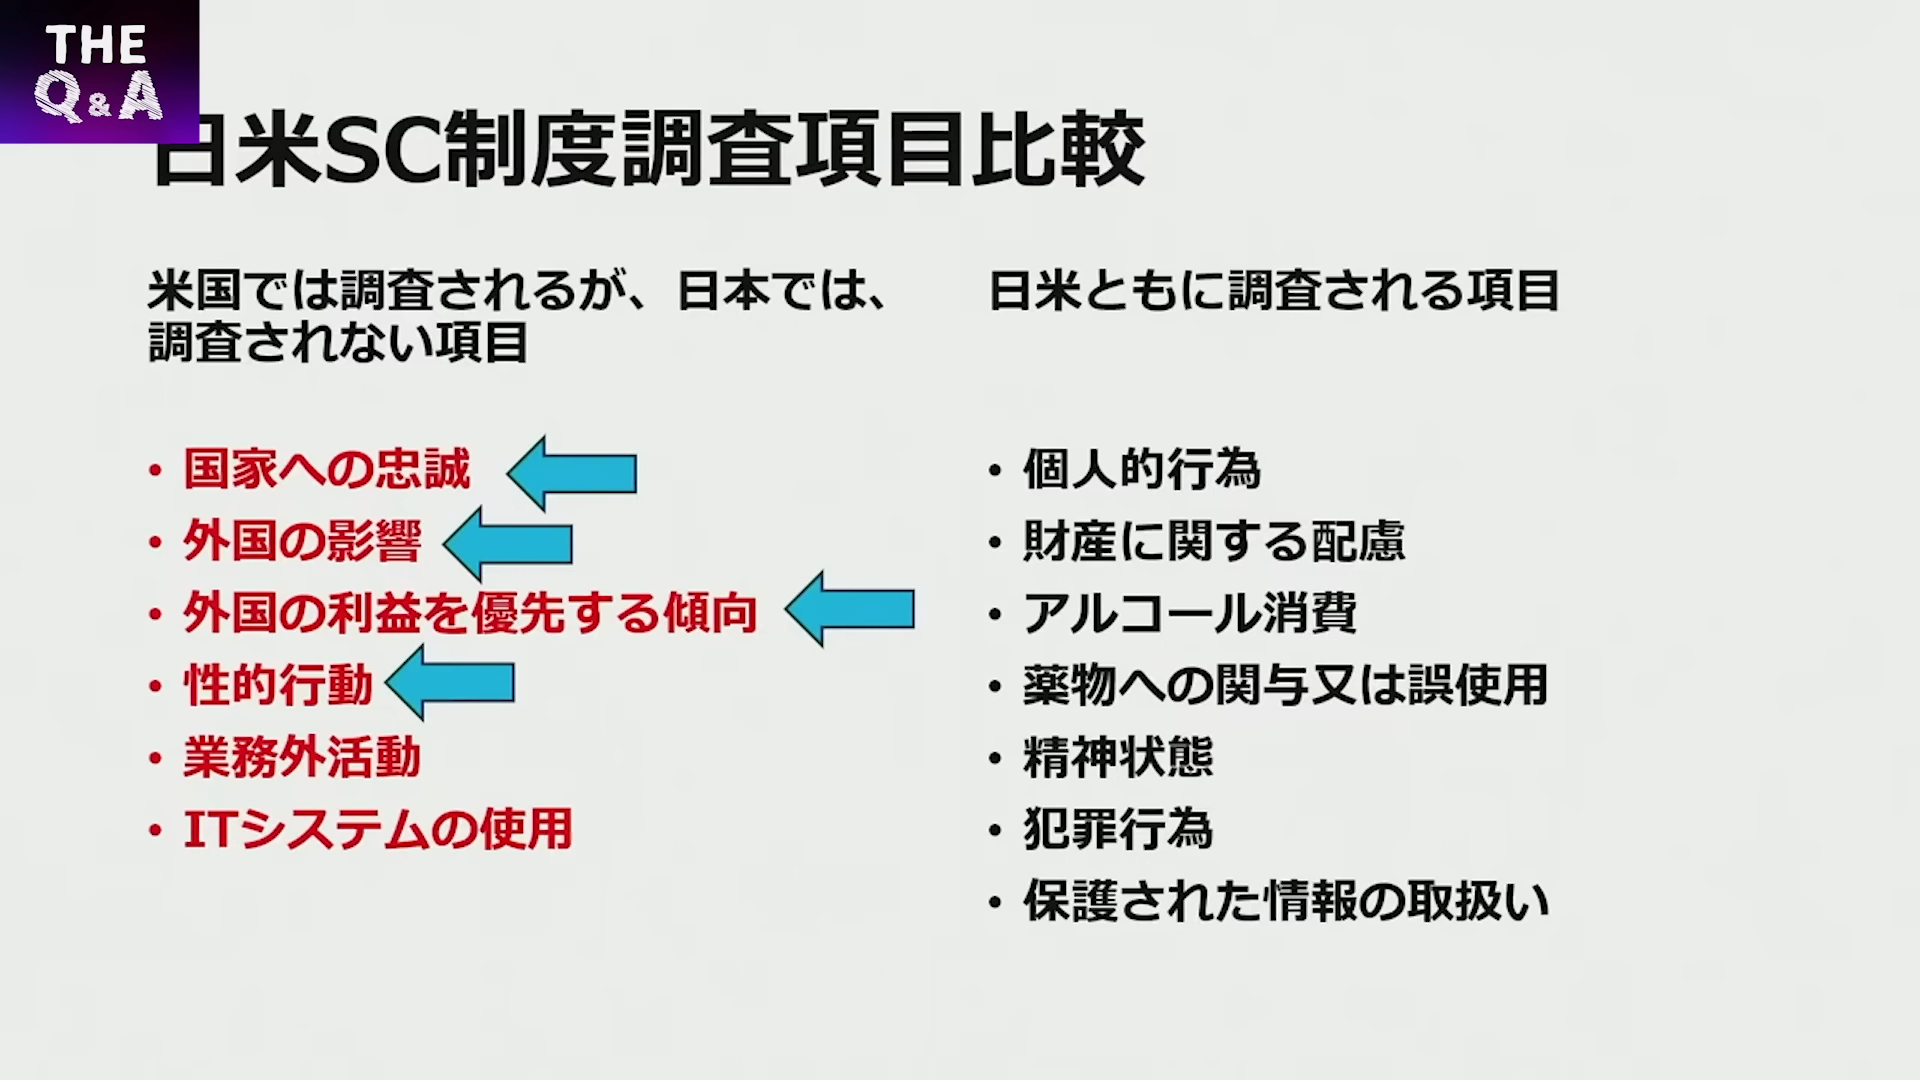 THE
Q&A
日米SC制度調査項目比較
米国では調査されるが、日本では、
調査されない項目
• 国家への忠誠
• 外国の影響
• 外国の利益を優先する傾向
• 性的行動
• 業務外活動
• ITシステムの使用
日米ともに調査される項目
• 個人的行為
• 財産に関する配慮
• アルコール消費
• 薬物への関与又は誤使用
• 精神状態
• 犯罪行為
• 保護された情報の取扱い